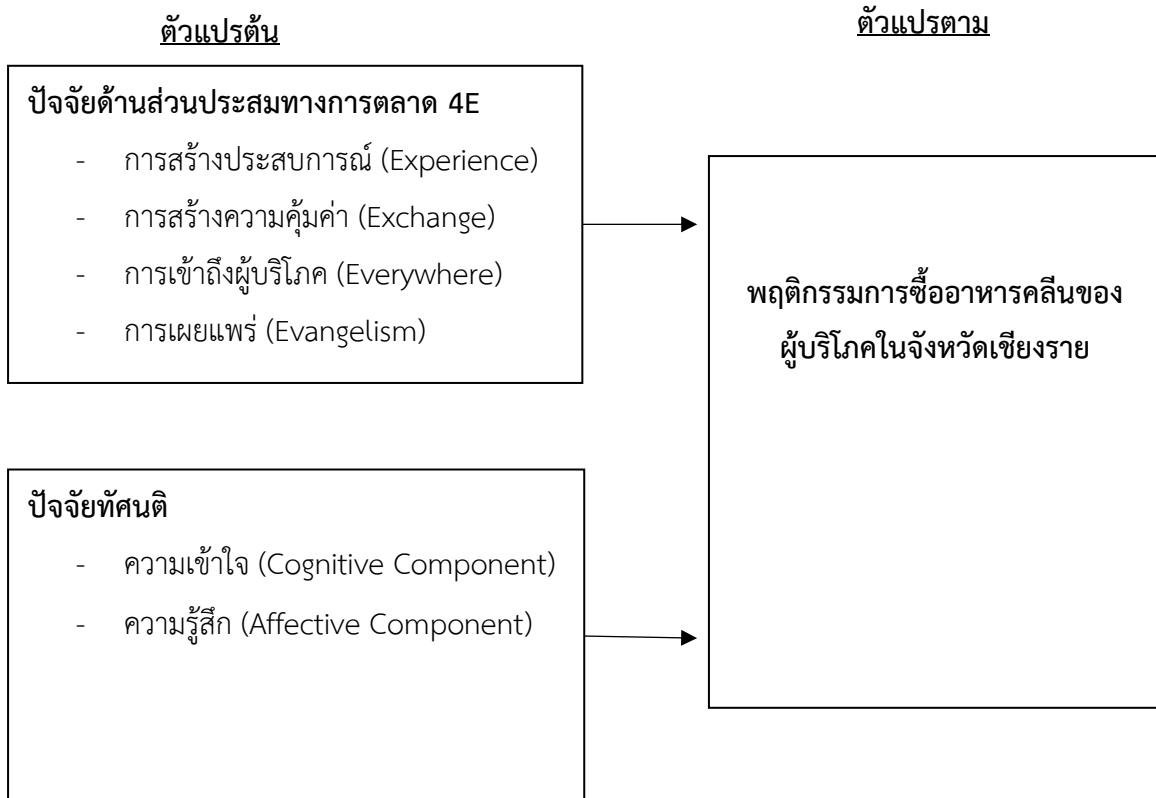 ตัวแปรต้น
ตัวแปรตาม
ปัจจัยด้านส่วนประสมทางการตลาด 4E
- การสร้างประสบการณ์ (Experience)
- การสร้างความคุ้มค่า (Exchange)
- การเข้าถึงผู้บริโภค (Everywhere)
- การเผยแพร่ (Evangelism)
พฤติกรรมการซื้ออาหารคลีนของ
ผู้บริโภคในจังหวัดเชียงราย
ปัจจัยทัศนติ
- ความเข้าใจ (Cognitive Component)
- ความรู้สึก (Affective Component)